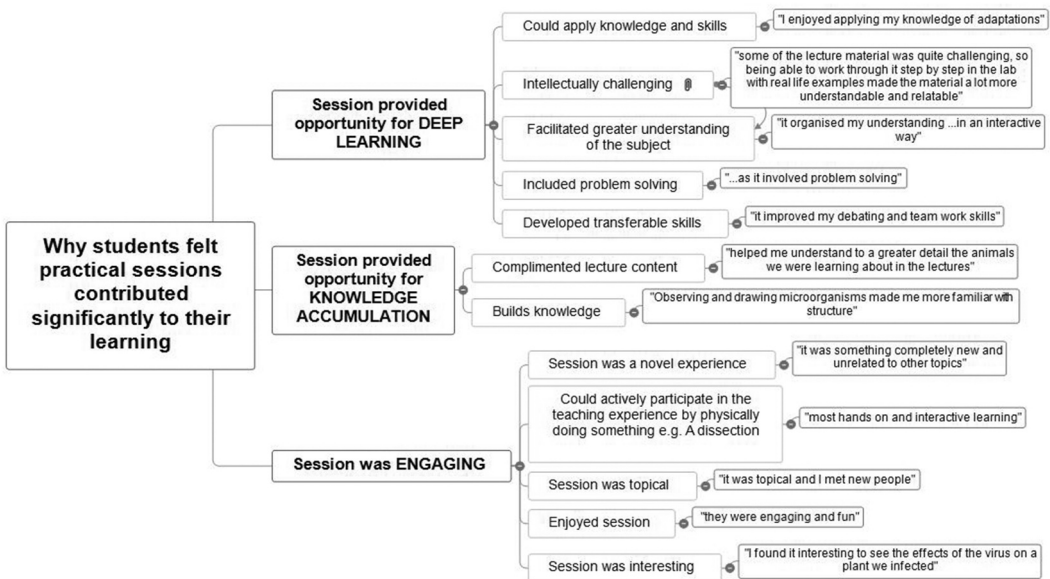 Why students felt
practical sessions
contributed
significantly to their
learning
Session provided
opportunity for DEEP
LEARNING
Could apply knowledge and skills
"I enjoyed applying my knowledge of adaptations"
Intellectually challenging
"some of the lecture material was quite challenging, so
being able to work through it step by step in the lab
with real life examples made the material a lot more
understandable and relatable"
Facilitated greater understanding
of the subject
"it organised my understanding ...in an interactive
way"
Included problem solving
"...as it involved problem solving"
Developed transferable skills
"it improved my debating and team work skills"
Session provided
opportunity for
KNOWLEDGE
ACCUMULATION
Complimented lecture content
"helped me understand to a greater detail the animals
we were learning about in the lectures"
Builds knowledge
"Observing and drawing microorganisms made me more familiar with
structure"
Session was ENGAGING
Session was a novel experience
"it was something completely new and
unrelated to other topics"
Could actively participate in the
teaching experience by physically
doing something e.g. A dissection
"most hands on and interactive learning"
Session was topical
"it was topical and I met new people"
Enjoyed session
"they were engaging and fun"
Session was interesting
"I found it interesting to see the effects of the virus on a
plant we infected"